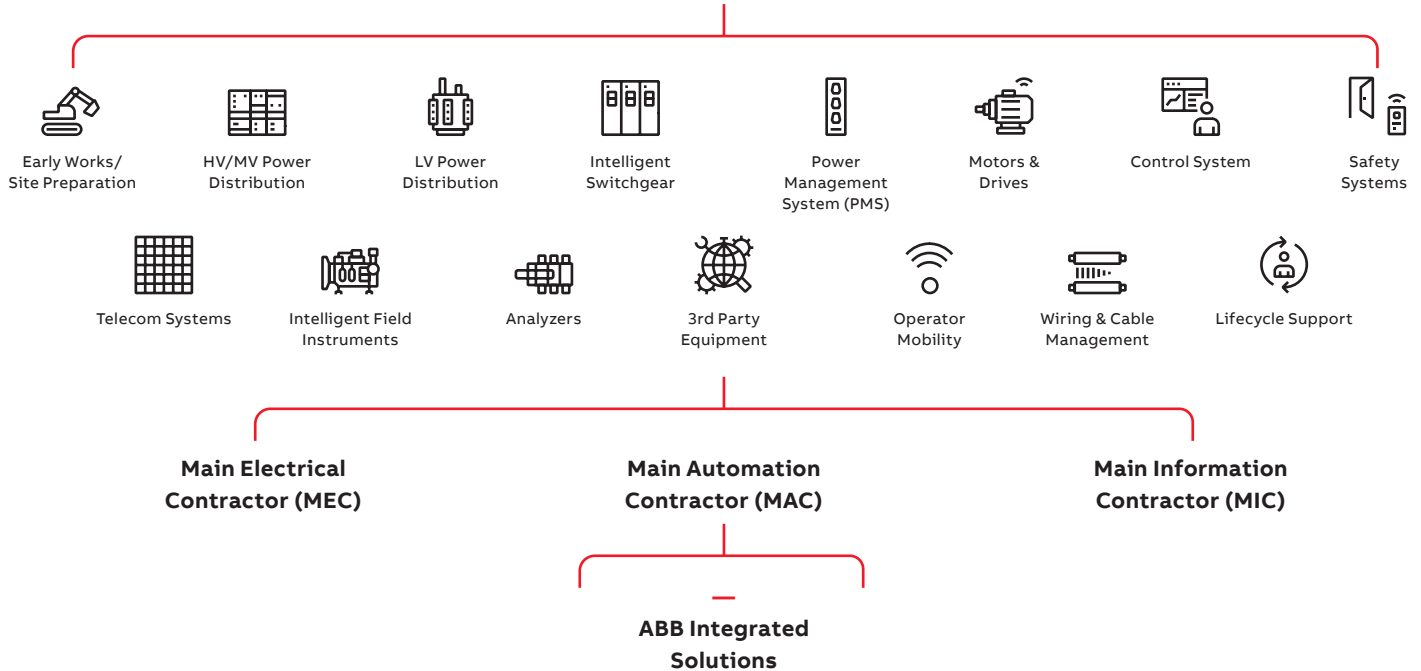 Early Works/
Site Preparation
HV/MV Power
Distribution
LV Power
Distribution
Intelligent
Switchgear
Power
Management
System (PMS)
Motors &
Drives
Control System
Safety
Systems
Telecom Systems
Intelligent Field
Instruments
Analyzers
3rd Party
Equipment
Operator
Mobility
Wiring & Cable
Management
Lifecycle Support
Main Electrical
Contractor (MEC)
Main Automation
Contractor (MAC)
Main Information
Contractor (MIC)
ABB Integrated
Solutions